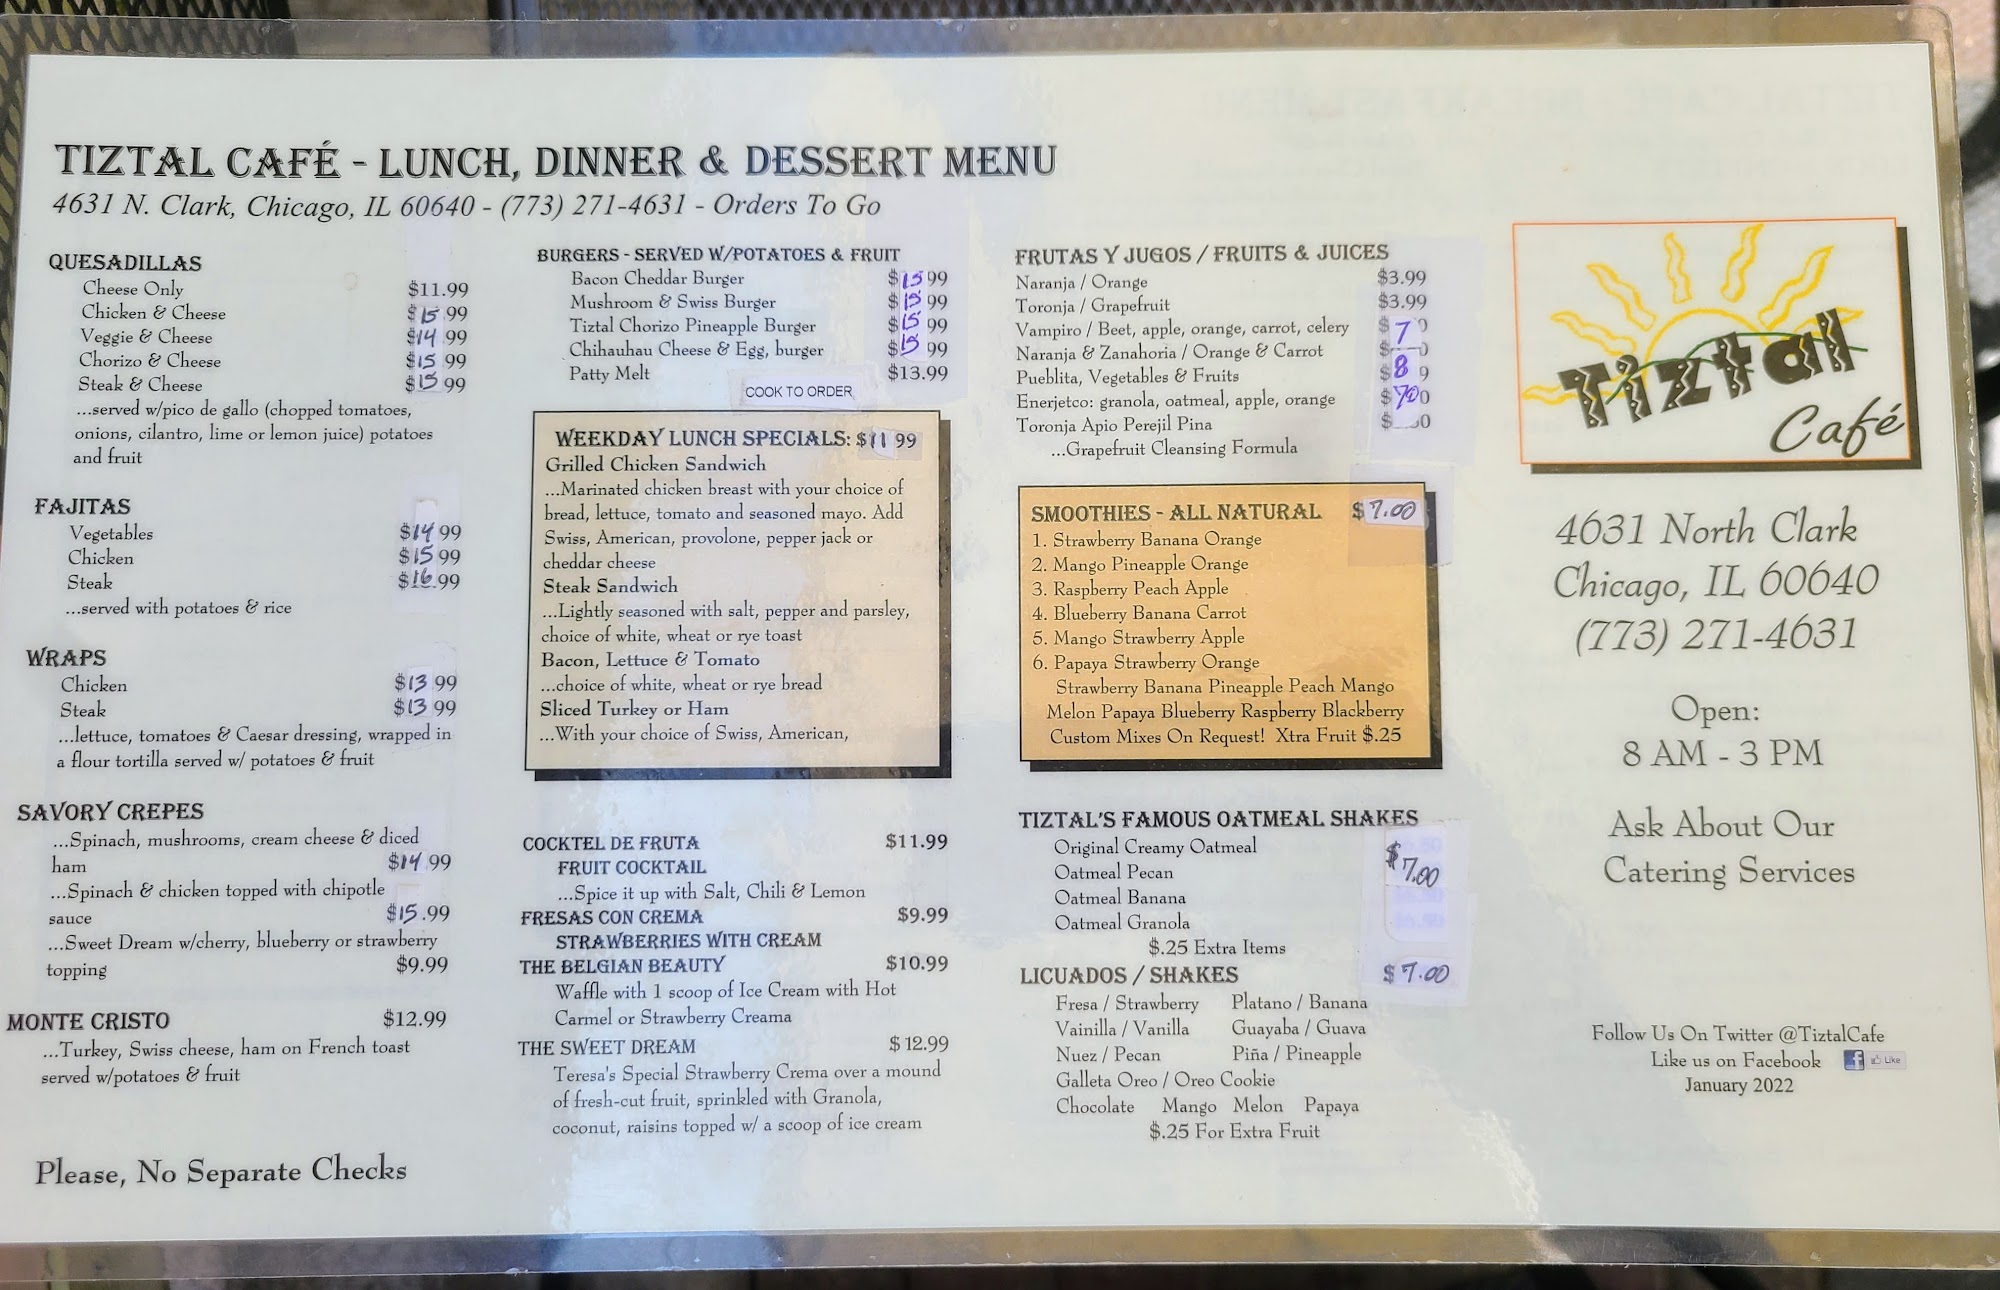 TIZTAL CAFÉ - LUNCH, DINNER & DESSERT MENU
4631 N. Clark, Chicago, IL 60640 - (773) 271-4631 - Orders To Go
QUESADILLAS
Cheese Only $11.99
Chicken & Cheese $15.99
Veggie & Cheese $14.99
Chorizo & Cheese $15.99
Steak & Cheese $15.99
...served w/pico de gallo (chopped tomatoes,
onions, cilantro, lime or lemon juice) potatoes
and fruit
FAJITAS
Vegetables $14.99
Chicken $15.99
Steak $16.99
...served with potatoes & rice
WRAPS
Chicken $13.99
Steak $13.99
...lettuce, tomatoes & Caesar dressing, wrapped in
a flour tortilla served w/ potatoes & fruit
SAVORY CREPES
...Spinach, mushrooms, cream cheese & diced
ham $14.99
...Spinach & chicken topped with chipotle
sauce $15.99
...Sweet Dream w/cherry, blueberry or strawberry
topping $9.99
MONTE CRISTO $12.99
...Turkey, Swiss cheese, ham on French toast
served w/potatoes & fruit
Please, No Separate Checks
BURGERS - SERVED W/POTATOES & FRUIT
Bacon Cheddar Burger $15.99
Mushroom & Swiss Burger $15.99
Tiztal Chorizo Pineapple Burger $15.99
Chihauhau Cheese & Egg, burger $15.99
Patty Melt $13.99
COOK TO ORDER
WEEKDAY LUNCH SPECIALS: $11.99
Grilled Chicken Sandwich
...Marinated chicken breast with your choice of
bread, lettuce, tomato and seasoned mayo. Add
Swiss, American, provolone, pepper jack or
cheddar cheese
Steak Sandwich
...Lightly seasoned with salt, pepper and parsley,
choice of white, wheat or rye toast
Bacon, Lettuce & Tomato
...choice of white, wheat or rye bread
Sliced Turkey or Ham
...With your choice of Swiss, American,
COCKTEL DE FRUTA $11.99
FRUIT COCKTAIL
...Spice it up with Salt, Chili & Lemon
FRESAS CON CREMA $9.99
STRAWBERRIES WITH CREAM
THE BELGIAN BEAUTY $10.99
Waffle with 1 scoop of Ice Cream with Hot
Carmel or Strawberry Creama
THE SWEET DREAM $12.99
Teresa's Special Strawberry Crema over a mound
of fresh-cut fruit, sprinkled with Granola,
coconut, raisins topped w/ a scoop of ice cream
FRUTAS Y JUGOS / FRUITS & JUICES
Naranja / Orange $3.99
Toronja / Grapefruit $3.99
Vampiro / Beet, apple, orange, carrot, celery $7
Naranja & Zanahoria / Orange & Carrot
Pueblita, Vegetables & Fruits $8
Enerjetco: granola, oatmeal, apple, orange
Toronja Apio Perejil Pina
...Grapefruit Cleansing Formula
SMOOTHIES - ALL NATURAL $7.00
1. Strawberry Banana Orange
2. Mango Pineapple Orange
3. Raspberry Peach Apple
4. Blueberry Banana Carrot
5. Mango Strawberry Apple
6. Papaya Strawberry Orange
Strawberry Banana Pineapple Peach Mango
Melon Papaya Blueberry Raspberry Blackberry
Custom Mixes On Request! Xtra Fruit $.25
TIZTAL'S FAMOUS OATMEAL SHAKES
Original Creamy Oatmeal
Oatmeal Pecan $7.00
Oatmeal Banana
Oatmeal Granola
$.25 Extra Items
LICUADOS / SHAKES $7.00
Fresa / Strawberry Platano / Banana
Vainilla / Vanilla Guayaba / Guava
Nuez / Pecan Piña / Pineapple
Galleta Oreo / Oreo Cookie
Chocolate Mango Melon Papaya
$.25 For Extra Fruit
Tiztal
Café
4631 North Clark
Chicago, IL 60640
(773) 271-4631
Open:
8 AM - 3 PM
Ask About Our
Catering Services
Follow Us On Twitter @TiztalCafe
Like us on Facebook f Like
January 2022